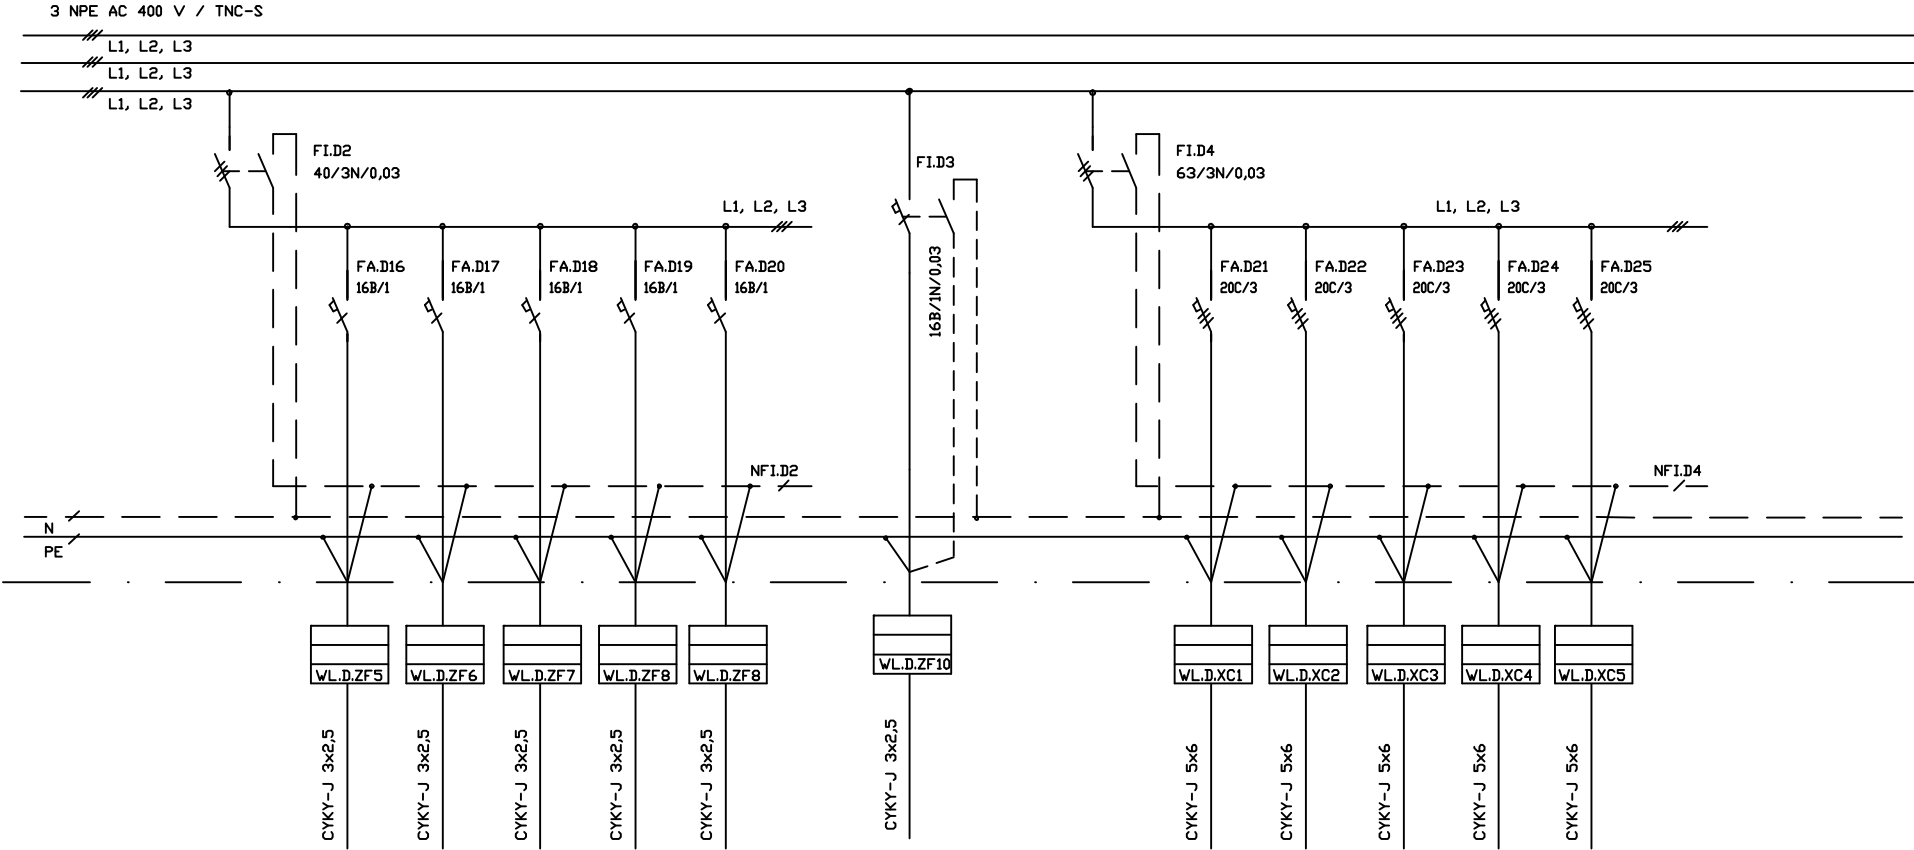 3 NPE AC 400 V / TNC-S
L1, L2, L3
L1, L2, L3
L1, L2, L3
FI.D2
40/3N/0,03
FI.D3
16B/1N/0,03
FI.D4
63/3N/0,03
L1, L2, L3
L1, L2, L3
FA.D16
16B/1
FA.D17
16B/1
FA.D18
16B/1
FA.D19
16B/1
FA.D20
16B/1
FA.D21
20C/3
FA.D22
20C/3
FA.D23
20C/3
FA.D24
20C/3
FA.D25
20C/3
NFI.D2
NFI.D4
N
PE
WL.D.ZF5
WL.D.ZF6
WL.D.ZF7
WL.D.ZF8
WL.D.ZF8
WL.D.ZF10
WL.D.XC1
WL.D.XC2
WL.D.XC3
WL.D.XC4
WL.D.XC5
CYKY-J 3x2,5
CYKY-J 3x2,5
CYKY-J 3x2,5
CYKY-J 3x2,5
CYKY-J 3x2,5
CYKY-J 3x2,5
CYKY-J 5x6
CYKY-J 5x6
CYKY-J 5x6
CYKY-J 5x6
CYKY-J 5x6